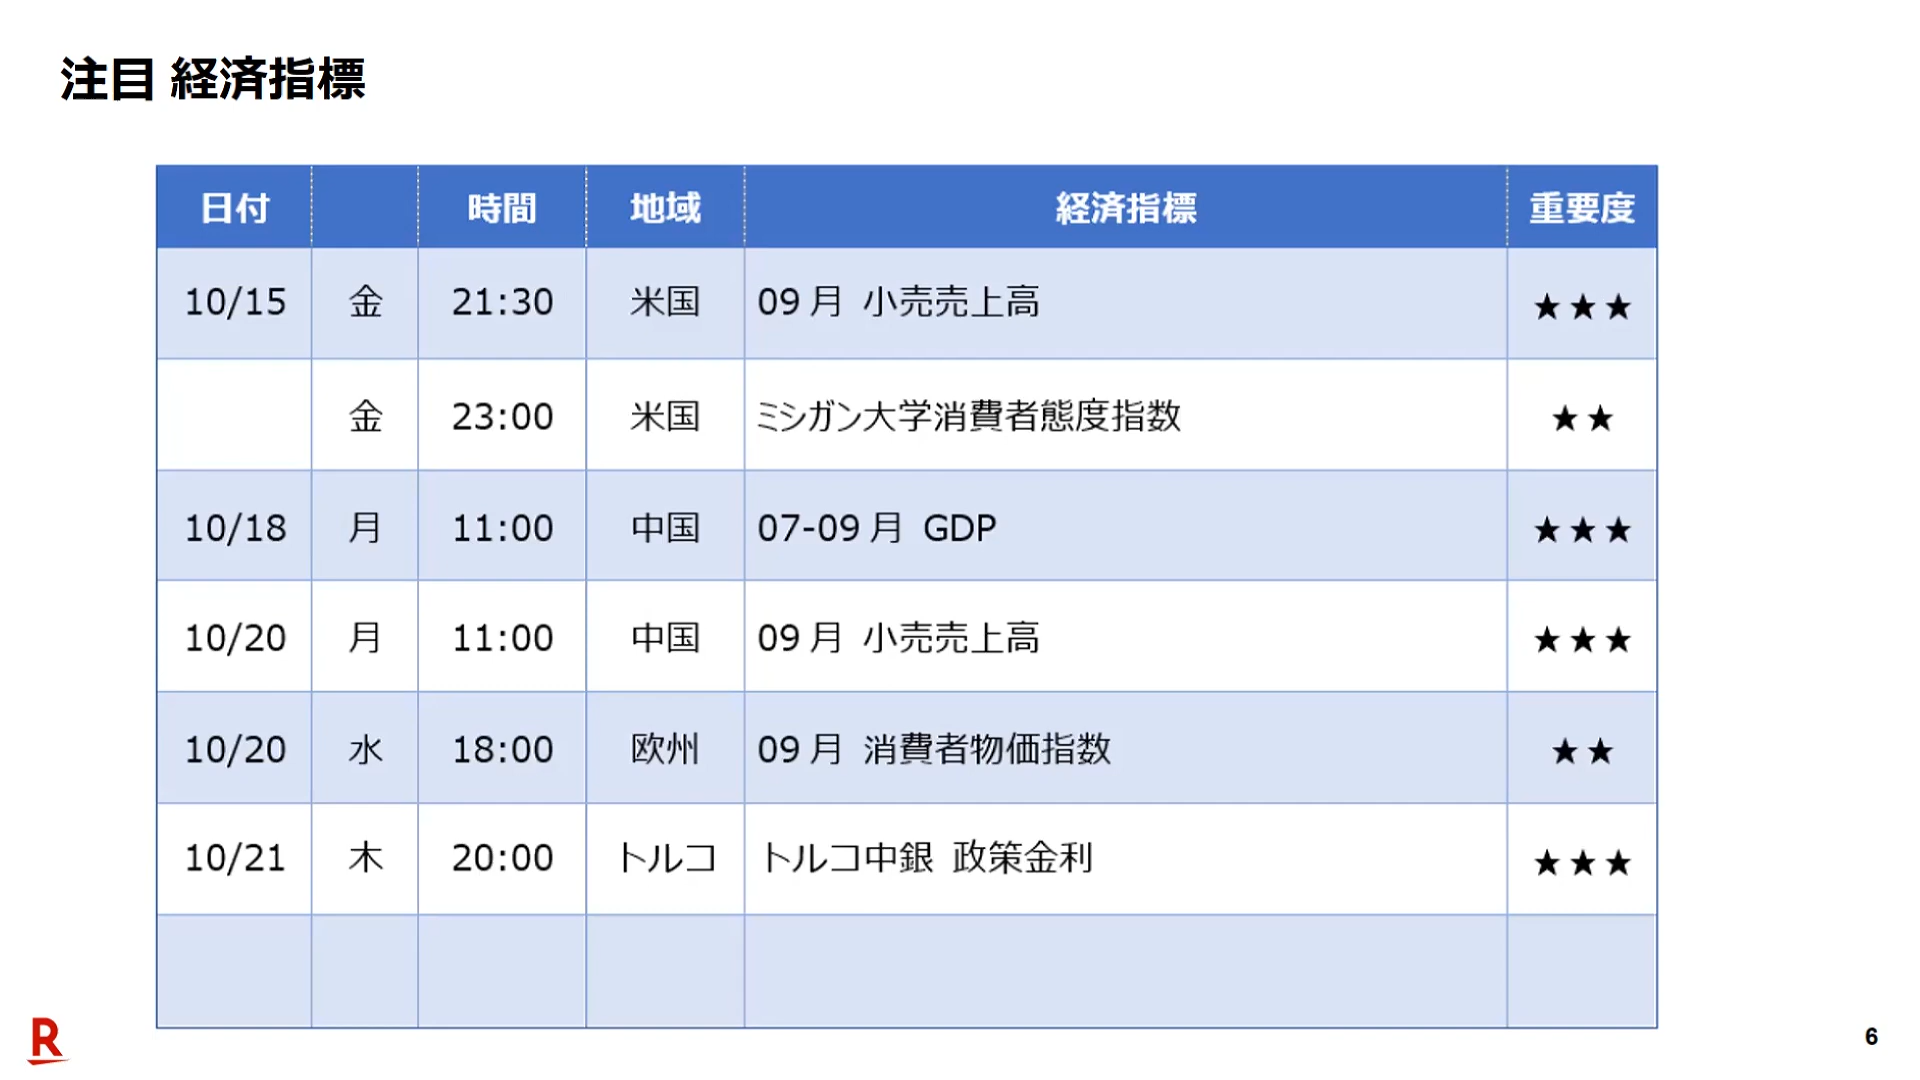 注目 経済指標
日付 時間 地域 経済指標 重要度
10/15 金 21:30 米国 09月 小売売上高 ★★★
金 23:00 米国 ミシガン大学消費者態度指数 ★★
10/18 月 11:00 中国 07-09月 GDP ★★★
10/20 月 11:00 中国 09月 小売売上高 ★★★
10/20 水 18:00 欧州 09月 消費者物価指数 ★★
10/21 木 20:00 トルコ トルコ中銀 政策金利 ★★★
R
6